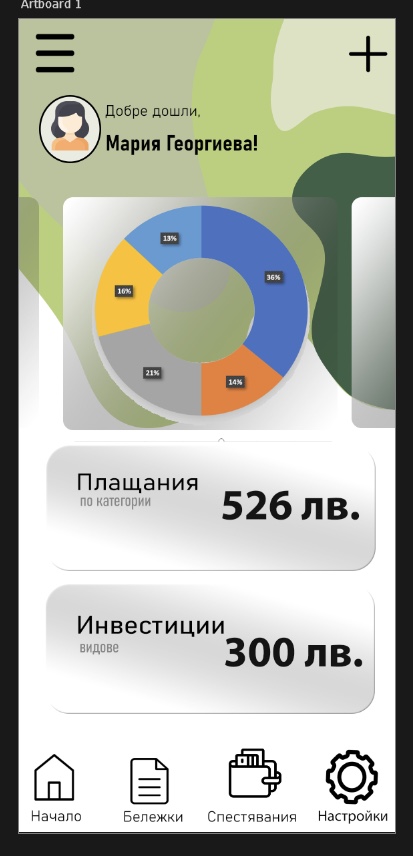 Artboard 1
Добре дошли,
Мария Георгиева!
13%
36%
16%
21%
14%
Плащания
по категории
526 лв.
Инвестиции
видове
300 лв.
Начало
Бележки
Спестявания
Настройки